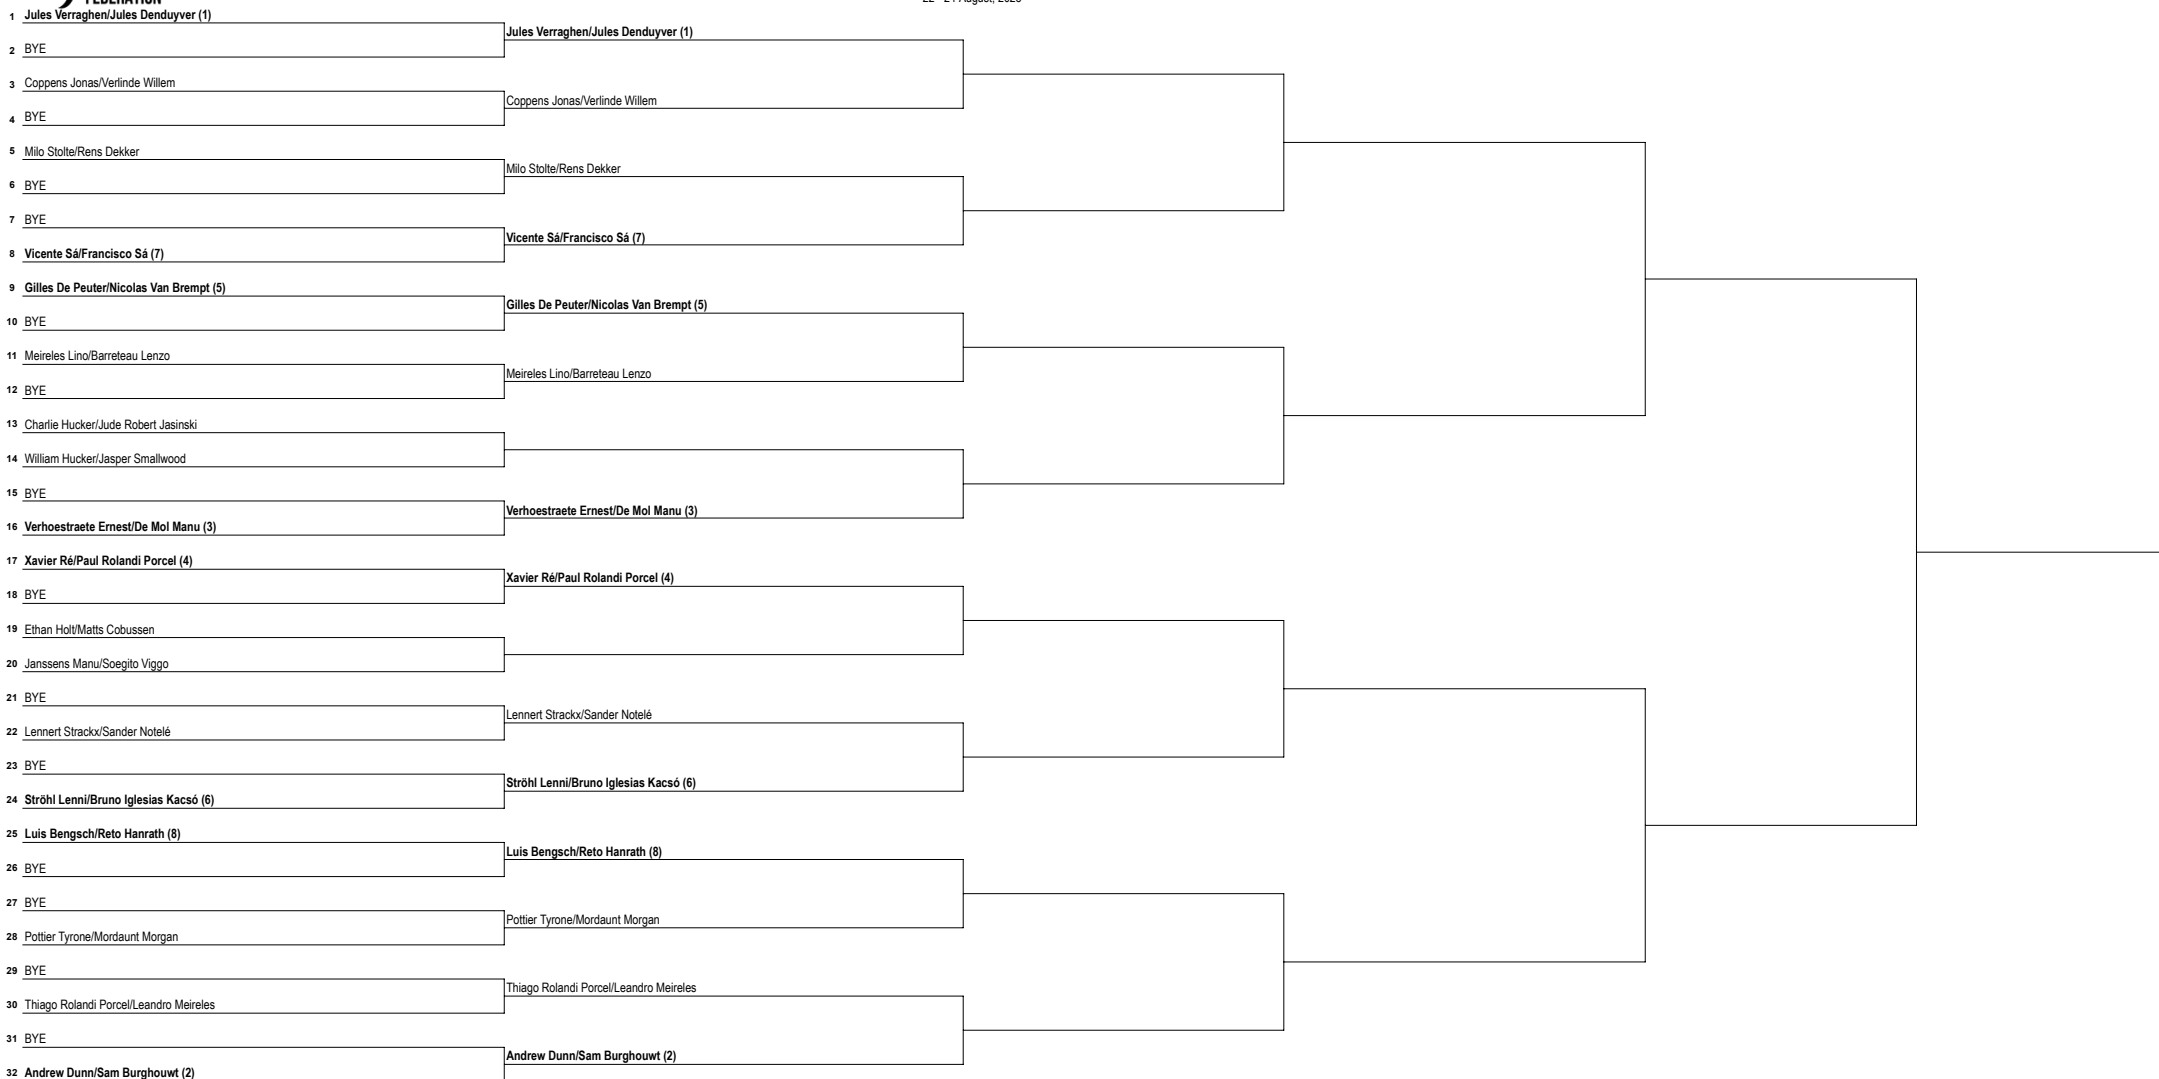 FEDERATION
22 - 24 August, 2025
1 Jules Verraghen/Jules Denduyver (1)
Jules Verraghen/Jules Denduyver (1)
2 BYE
3 Coppens Jonas/Verlinde Willem
Coppens Jonas/Verlinde Willem
4 BYE
5 Milo Stolte/Rens Dekker
Milo Stolte/Rens Dekker
6 BYE
7 BYE
Vicente Sá/Francisco Sá (7)
8 Vicente Sá/Francisco Sá (7)
9 Gilles De Peuter/Nicolas Van Brempt (5)
Gilles De Peuter/Nicolas Van Brempt (5)
10 BYE
11 Meireles Lino/Barreteau Lenzo
Meireles Lino/Barreteau Lenzo
12 BYE
13 Charlie Hucker/Jude Robert Jasinski
14 William Hucker/Jasper Smallwood
15 BYE
Verhoestraete Ernest/De Mol Manu (3)
16 Verhoestraete Ernest/De Mol Manu (3)
17 Xavier Ré/Paul Rolandi Porcel (4)
Xavier Ré/Paul Rolandi Porcel (4)
18 BYE
19 Ethan Holt/Matts Cobussen
20 Janssens Manu/Soegito Viggo
21 BYE
Lennert Strackx/Sander Notelé
22 Lennert Strackx/Sander Notelé
23 BYE
Ströhl Lenni/Bruno Iglesias Kacsó (6)
24 Ströhl Lenni/Bruno Iglesias Kacsó (6)
25 Luis Bengsch/Reto Hanrath (8)
Luis Bengsch/Reto Hanrath (8)
26 BYE
27 BYE
Pottier Tyrone/Mordaunt Morgan
28 Pottier Tyrone/Mordaunt Morgan
29 BYE
Thiago Rolandi Porcel/Leandro Meireles
30 Thiago Rolandi Porcel/Leandro Meireles
31 BYE
Andrew Dunn/Sam Burghouwt (2)
32 Andrew Dunn/Sam Burghouwt (2)